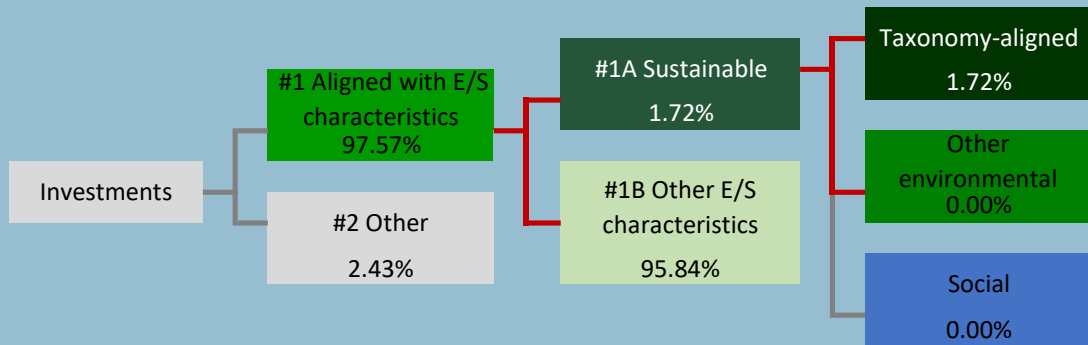 Investments
#1 Aligned with E/S
characteristics
97.57%
#2 Other
2.43%
#1A Sustainable
1.72%
#1B Other E/S
characteristics
95.84%
Taxonomy-aligned
1.72%
Other
environmental
0.00%
Social
0.00%